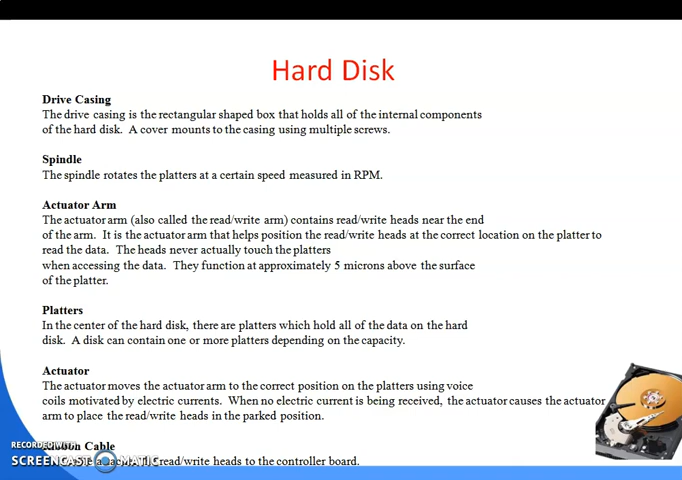 Hard Disk
Drive Casing
The drive casing is the rectangular shaped box that holds all of the internal components
of the hard disk. A cover mounts to the casing using multiple screws.
Spindle
The spindle rotates the platters at a certain speed measured in RPM.
Actuator Arm
The actuator arm (also called the read/write arm) contains read/write heads near the end
of the arm. It is the actuator arm that helps position the read/write heads at the correct location on the platter to
read the data. The heads never actually touch the platters
when accessing the data. They function at approximately 5 microns above the surface
of the platter.
Platters
In the center of the hard disk, there are platters which hold all of the data on the hard
disk. A disk can contain one or more platters depending on the capacity.
Actuator
The actuator moves the actuator arm to the correct position on the platters using voice
coils motivated by electric currents. When no electric current is being received, the actuator causes the actuator
arm to place the read/write heads in the parked position.
Cable
read/write heads to the controller board.
RECORDED WITH
SCREENCAST MATIC